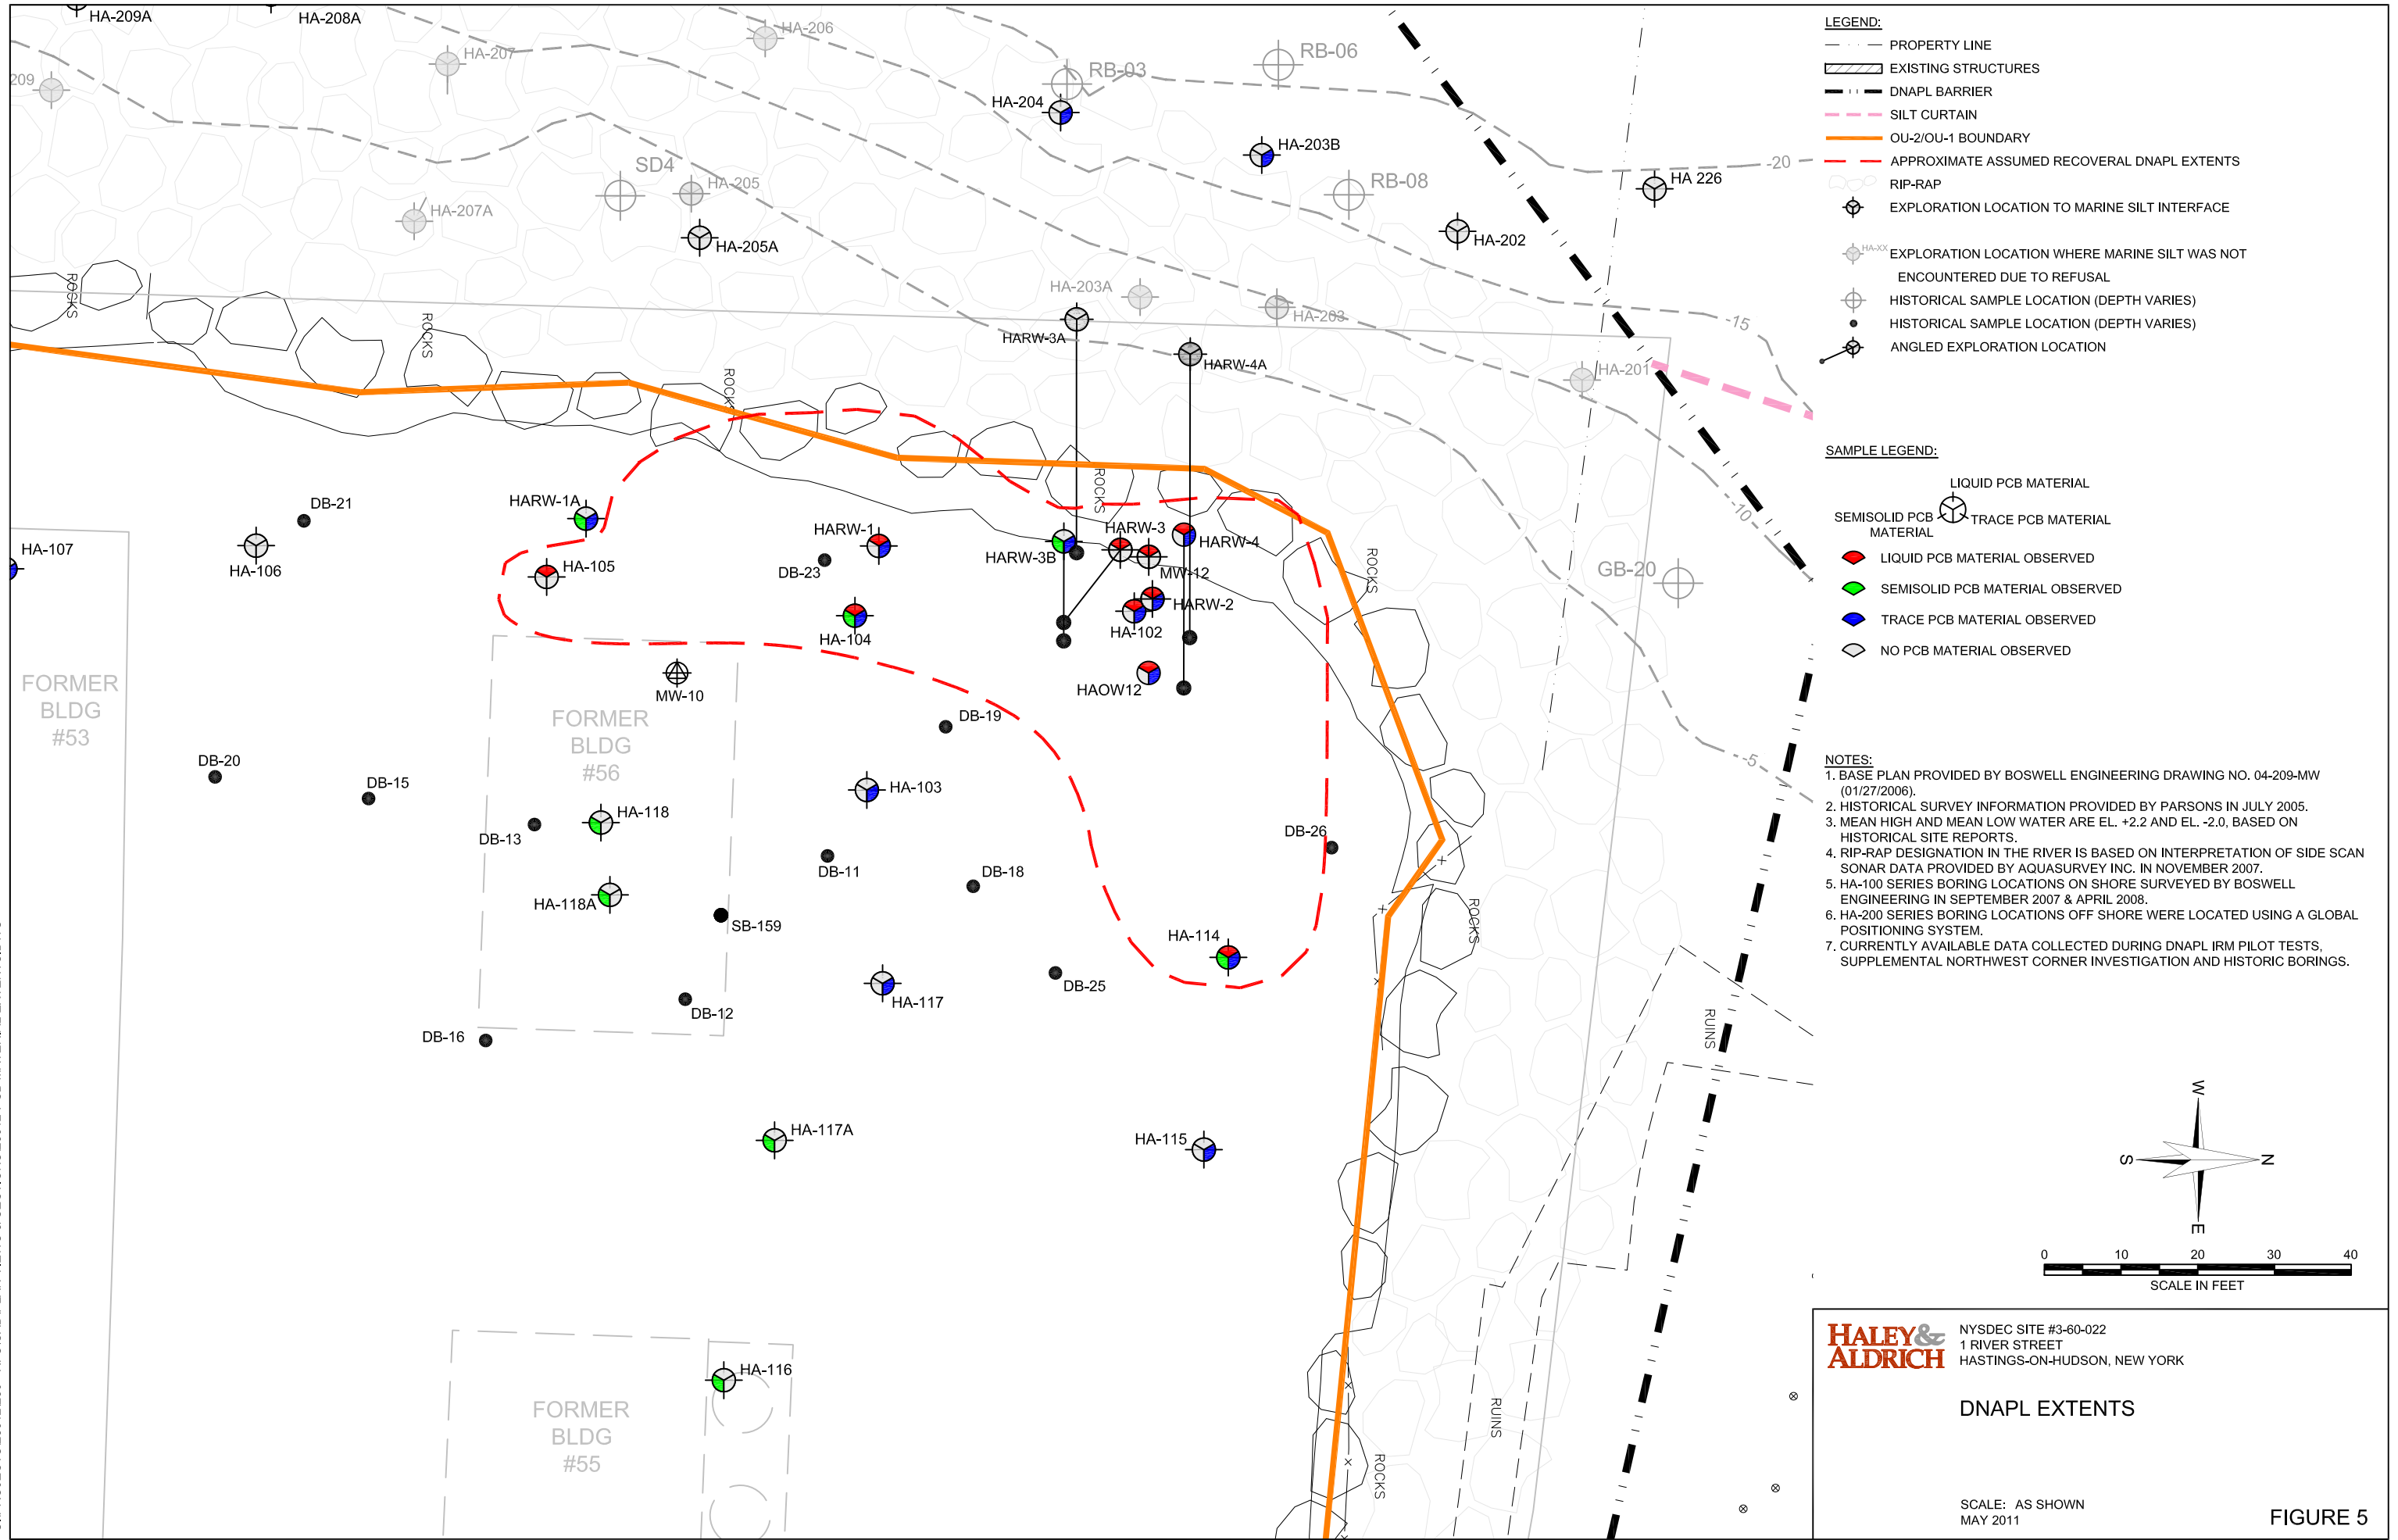 HA-209A
HA-208A
HA-206
HA-207
209
RB-03
RB-06
HA-204
HA-203B
-20
SD4
HA-205
RB-08
HA 226
HA-207A
HA-205A
HA-202
ROCKS
HA-203A
HA-203
-15
ROCKS
HARW-3A
HARW-4A
HA-201
ROCKS
ROCKS
-10
DB-21
HARW-1A
HARW-1
HARW-3
HARW-4
HA-107
HA-106
HA-105
DB-23
HARW-3B
MW-12
ROCKS
GB-20
HARW-2
HA-104
HA-102
FORMER
BLDG
#53
MW-10
HAOW12
FORMER
BLDG
#56
DB-19
-5
DB-20
DB-15
HA-103
HA-118
DB-13
DB-26
DB-11
DB-18
HA-118A
SB-159
HA-114
ROCKS
DB-25
HA-117
DB-12
RUINS
DB-16
HA-117A
HA-115
HA-116
FORMER
BLDG
#55
RUINS
ROCKS
LEGEND:
PROPERTY LINE
EXISTING STRUCTURES
DNAPL BARRIER
SILT CURTAIN
OU-2/OU-1 BOUNDARY
APPROXIMATE ASSUMED RECOVERAL DNAPL EXTENTS
RIP-RAP
EXPLORATION LOCATION TO MARINE SILT INTERFACE
HA-XX
EXPLORATION LOCATION WHERE MARINE SILT WAS NOT
ENCOUNTERED DUE TO REFUSAL
HISTORICAL SAMPLE LOCATION (DEPTH VARIES)
HISTORICAL SAMPLE LOCATION (DEPTH VARIES)
ANGLED EXPLORATION LOCATION
SAMPLE LEGEND:
LIQUID PCB MATERIAL
SEMISOLID PCB
MATERIAL
TRACE PCB MATERIAL
LIQUID PCB MATERIAL OBSERVED
SEMISOLID PCB MATERIAL OBSERVED
TRACE PCB MATERIAL OBSERVED
NO PCB MATERIAL OBSERVED
NOTES:
1. BASE PLAN PROVIDED BY BOSWELL ENGINEERING DRAWING NO. 04-209-MW
(01/27/2006).
2. HISTORICAL SURVEY INFORMATION PROVIDED BY PARSONS IN JULY 2005.
3. MEAN HIGH AND MEAN LOW WATER ARE EL. +2.2 AND EL. -2.0, BASED ON
HISTORICAL SITE REPORTS.
4. RIP-RAP DESIGNATION IN THE RIVER IS BASED ON INTERPRETATION OF SIDE SCAN
SONAR DATA PROVIDED BY AQUASURVEY INC. IN NOVEMBER 2007.
5. HA-100 SERIES BORING LOCATIONS ON SHORE SURVEYED BY BOSWELL
ENGINEERING IN SEPTEMBER 2007 & APRIL 2008.
6. HA-200 SERIES BORING LOCATIONS OFF SHORE WERE LOCATED USING A GLOBAL
POSITIONING SYSTEM.
7. CURRENTLY AVAILABLE DATA COLLECTED DURING DNAPL IRM PILOT TESTS,
SUPPLEMENTAL NORTHWEST CORNER INVESTIGATION AND HISTORIC BORINGS.
W
S
N
E
0 10 20 30 40
SCALE IN FEET
HALEY &
ALDRICH
NYSDEC SITE #3-60-022
1 RIVER STREET
HASTINGS-ON-HUDSON, NEW YORK
DNAPL EXTENTS
SCALE: AS SHOWN
MAY 2011
FIGURE 5